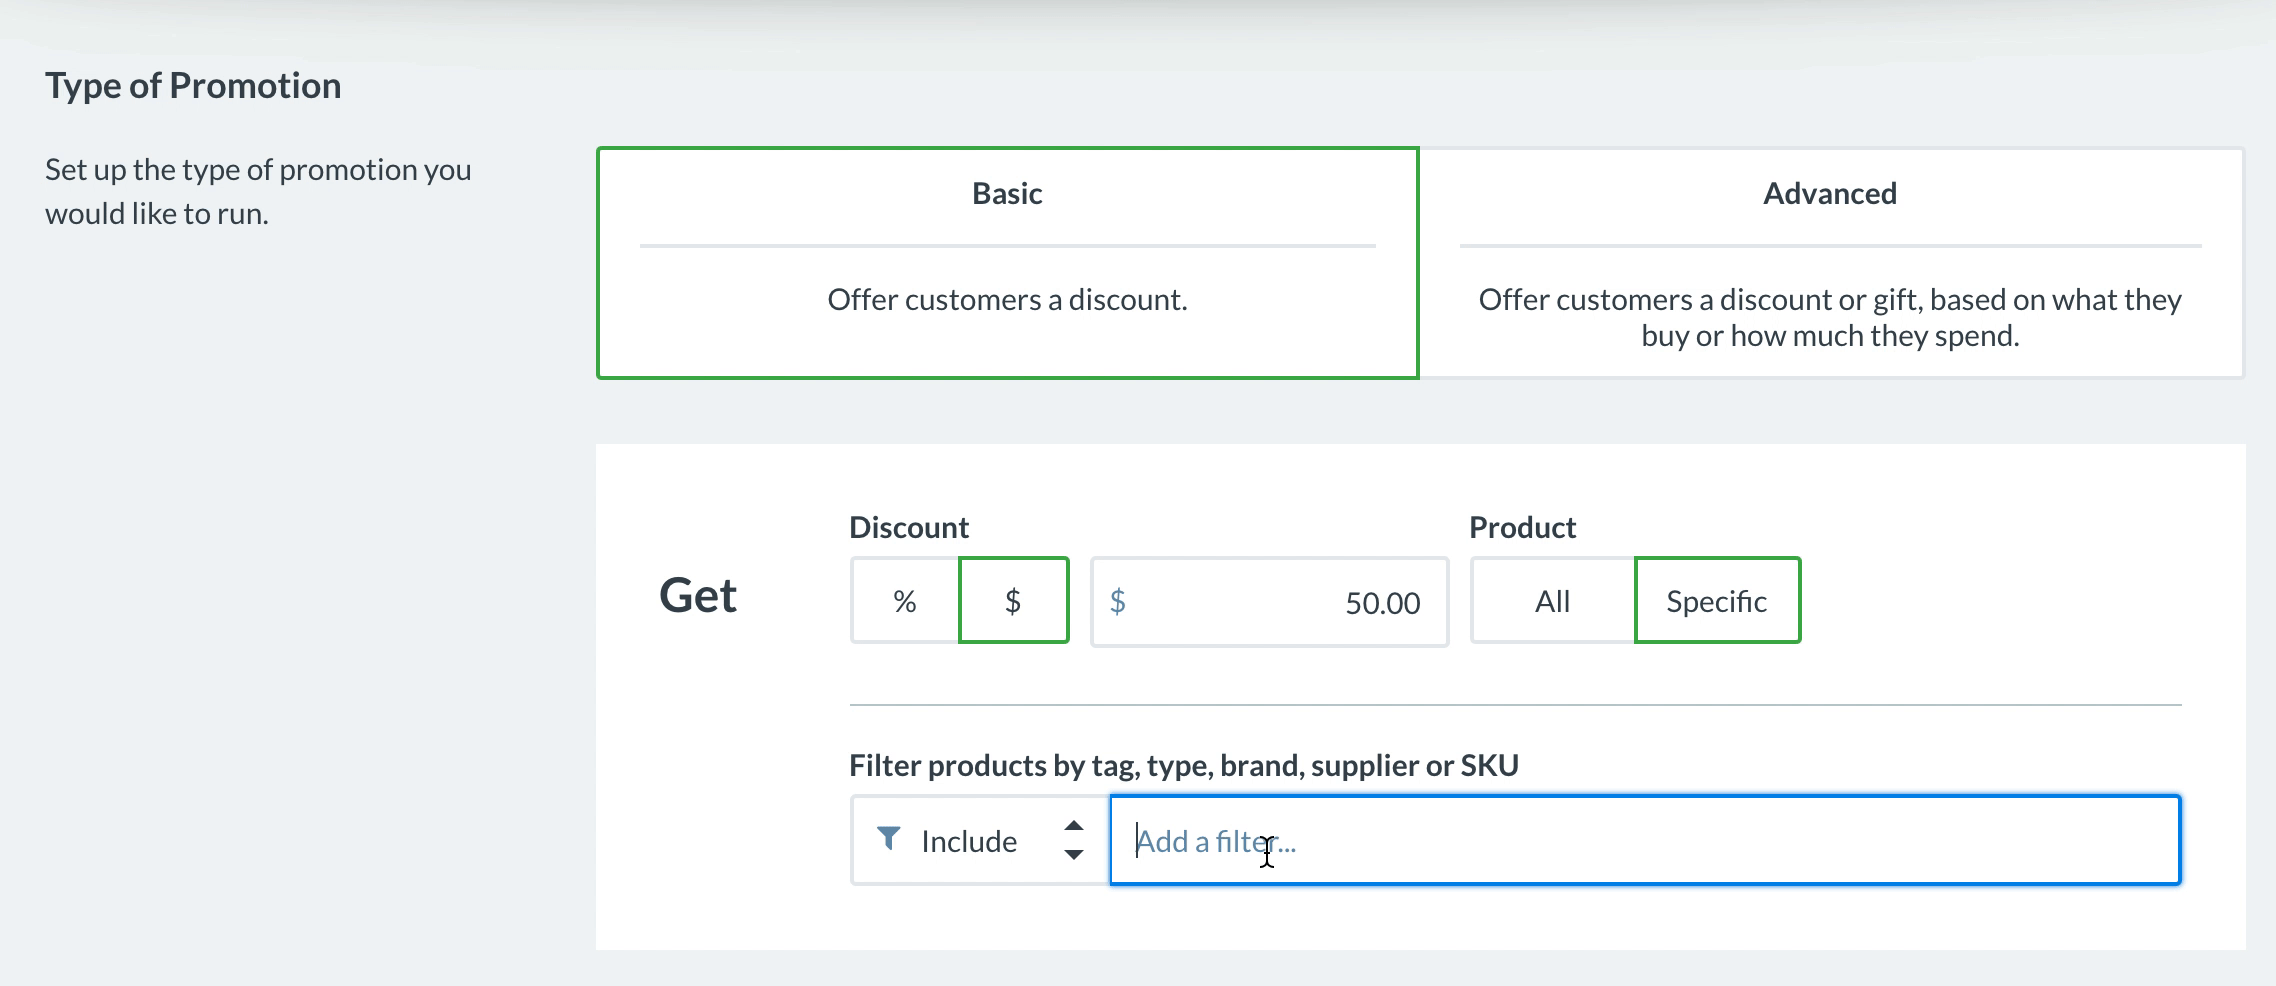 Type of Promotion
Set up the type of promotion you
would like to run.
Basic
Offer customers a discount.
Advanced
Offer customers a discount or gift, based on what they
buy or how much they spend.
Get
Discount
% $
$ 50.00
Product
All Specific
Filter products by tag, type, brand, supplier or SKU
Include
Add a filter...